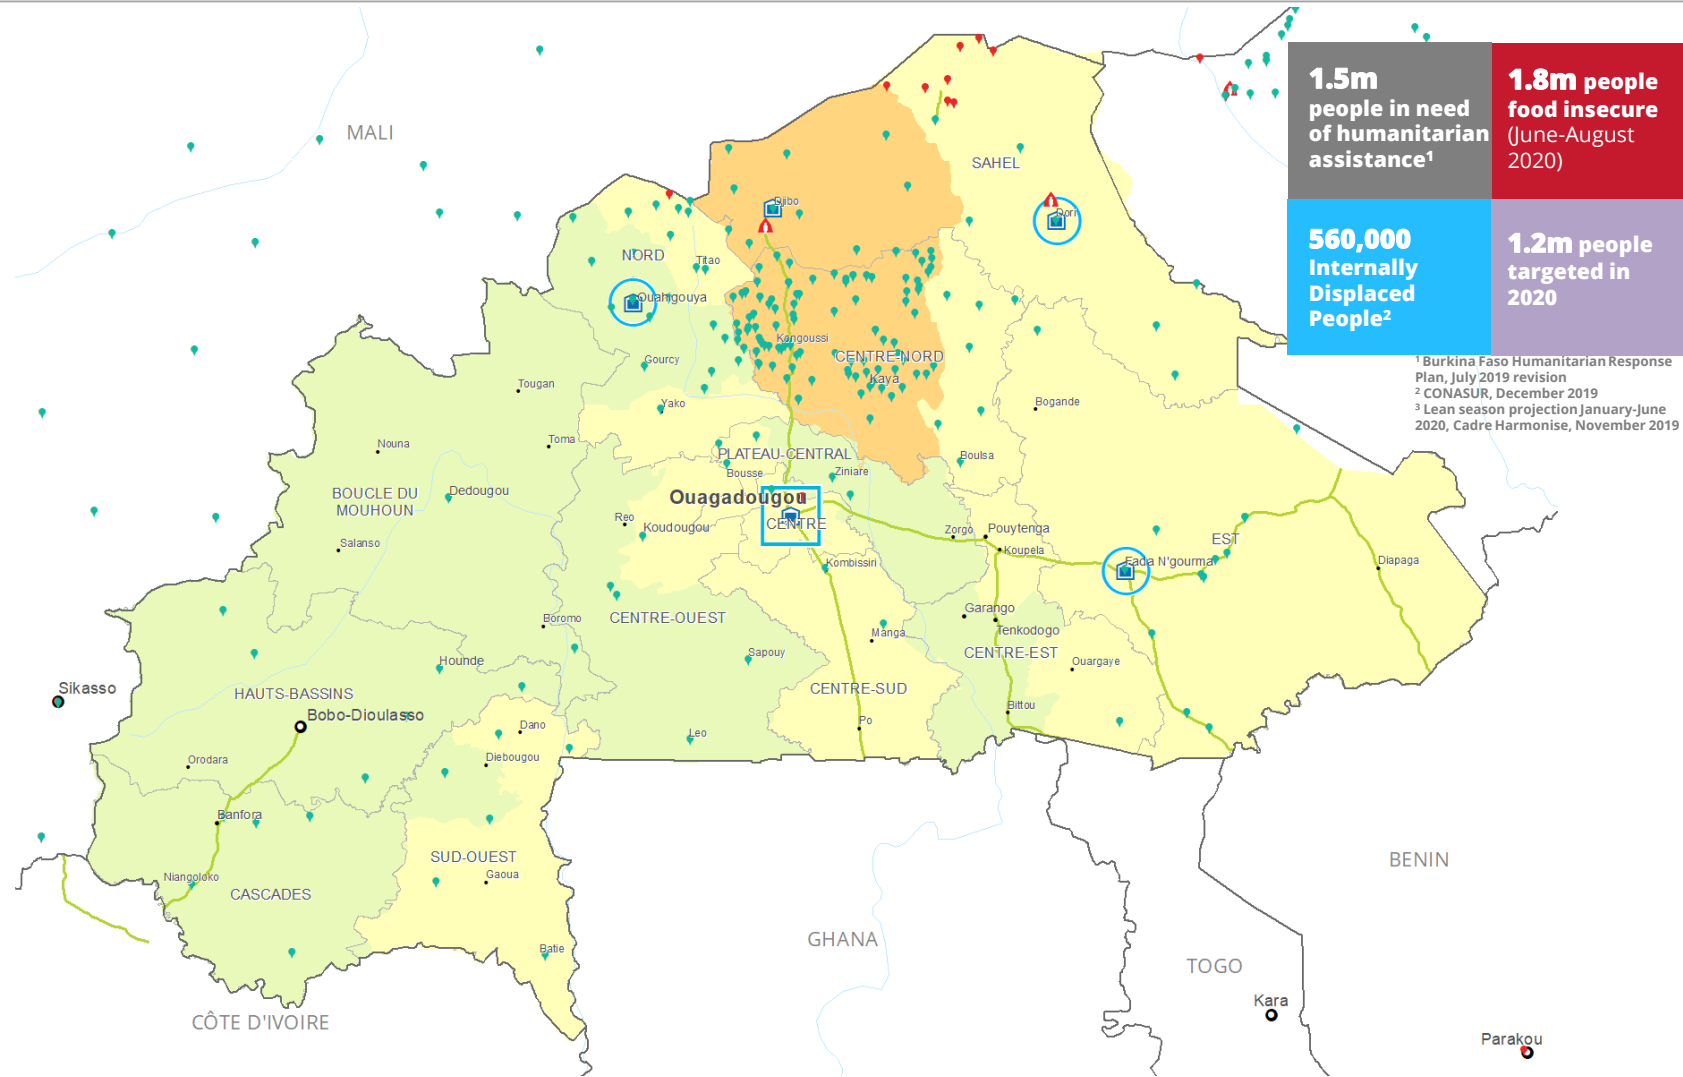 MALI
SAHEL
Djibo
Dori
NORD
Titao
Ouahigouya
Kongoussi
CENTRE-NORD
Kaya
Gourcy
Tougan
Yako
Bogande
Nouna
Toma
PLATEAU-CENTRAL
Boulsa
Bousse
Ziniare
BOUCLE DU
MOUHOUN
Dedougou
Ouagadougou
CENTRE
Reo
Koudougou
Zorgo
Pouytenga
Koupela
EST
Salanso
Kombissiri
Fada N'gourma
Diapaga
Boromo
CENTRE-OUEST
Garango
Tenkodogo
Manga
CENTRE-EST
Ouargaye
Hounde
Sapouy
Sikasso
HAUTS-BASSINS
CENTRE-SUD
Bobo-Dioulasso
Bittou
Dano
Po
Leo
Orodara
Diebougou
Banfora
SUD-OUEST
BENIN
Niangoloko
Gaoua
CASCADES
Batie
GHANA
TOGO
CÔTE D'IVOIRE
Kara
Parakou
1.5m
people in need
of humanitarian
assistance¹
1.8m people
food insecure
(June-August
2020)
560,000
Internally
Displaced
People²
1.2m people
targeted in
2020
¹ Burkina Faso Humanitarian Response
Plan, July 2019 revision
² CONASUR, December 2019
³ Lean season projection January-June
2020, Cadre Harmonise, November 2019